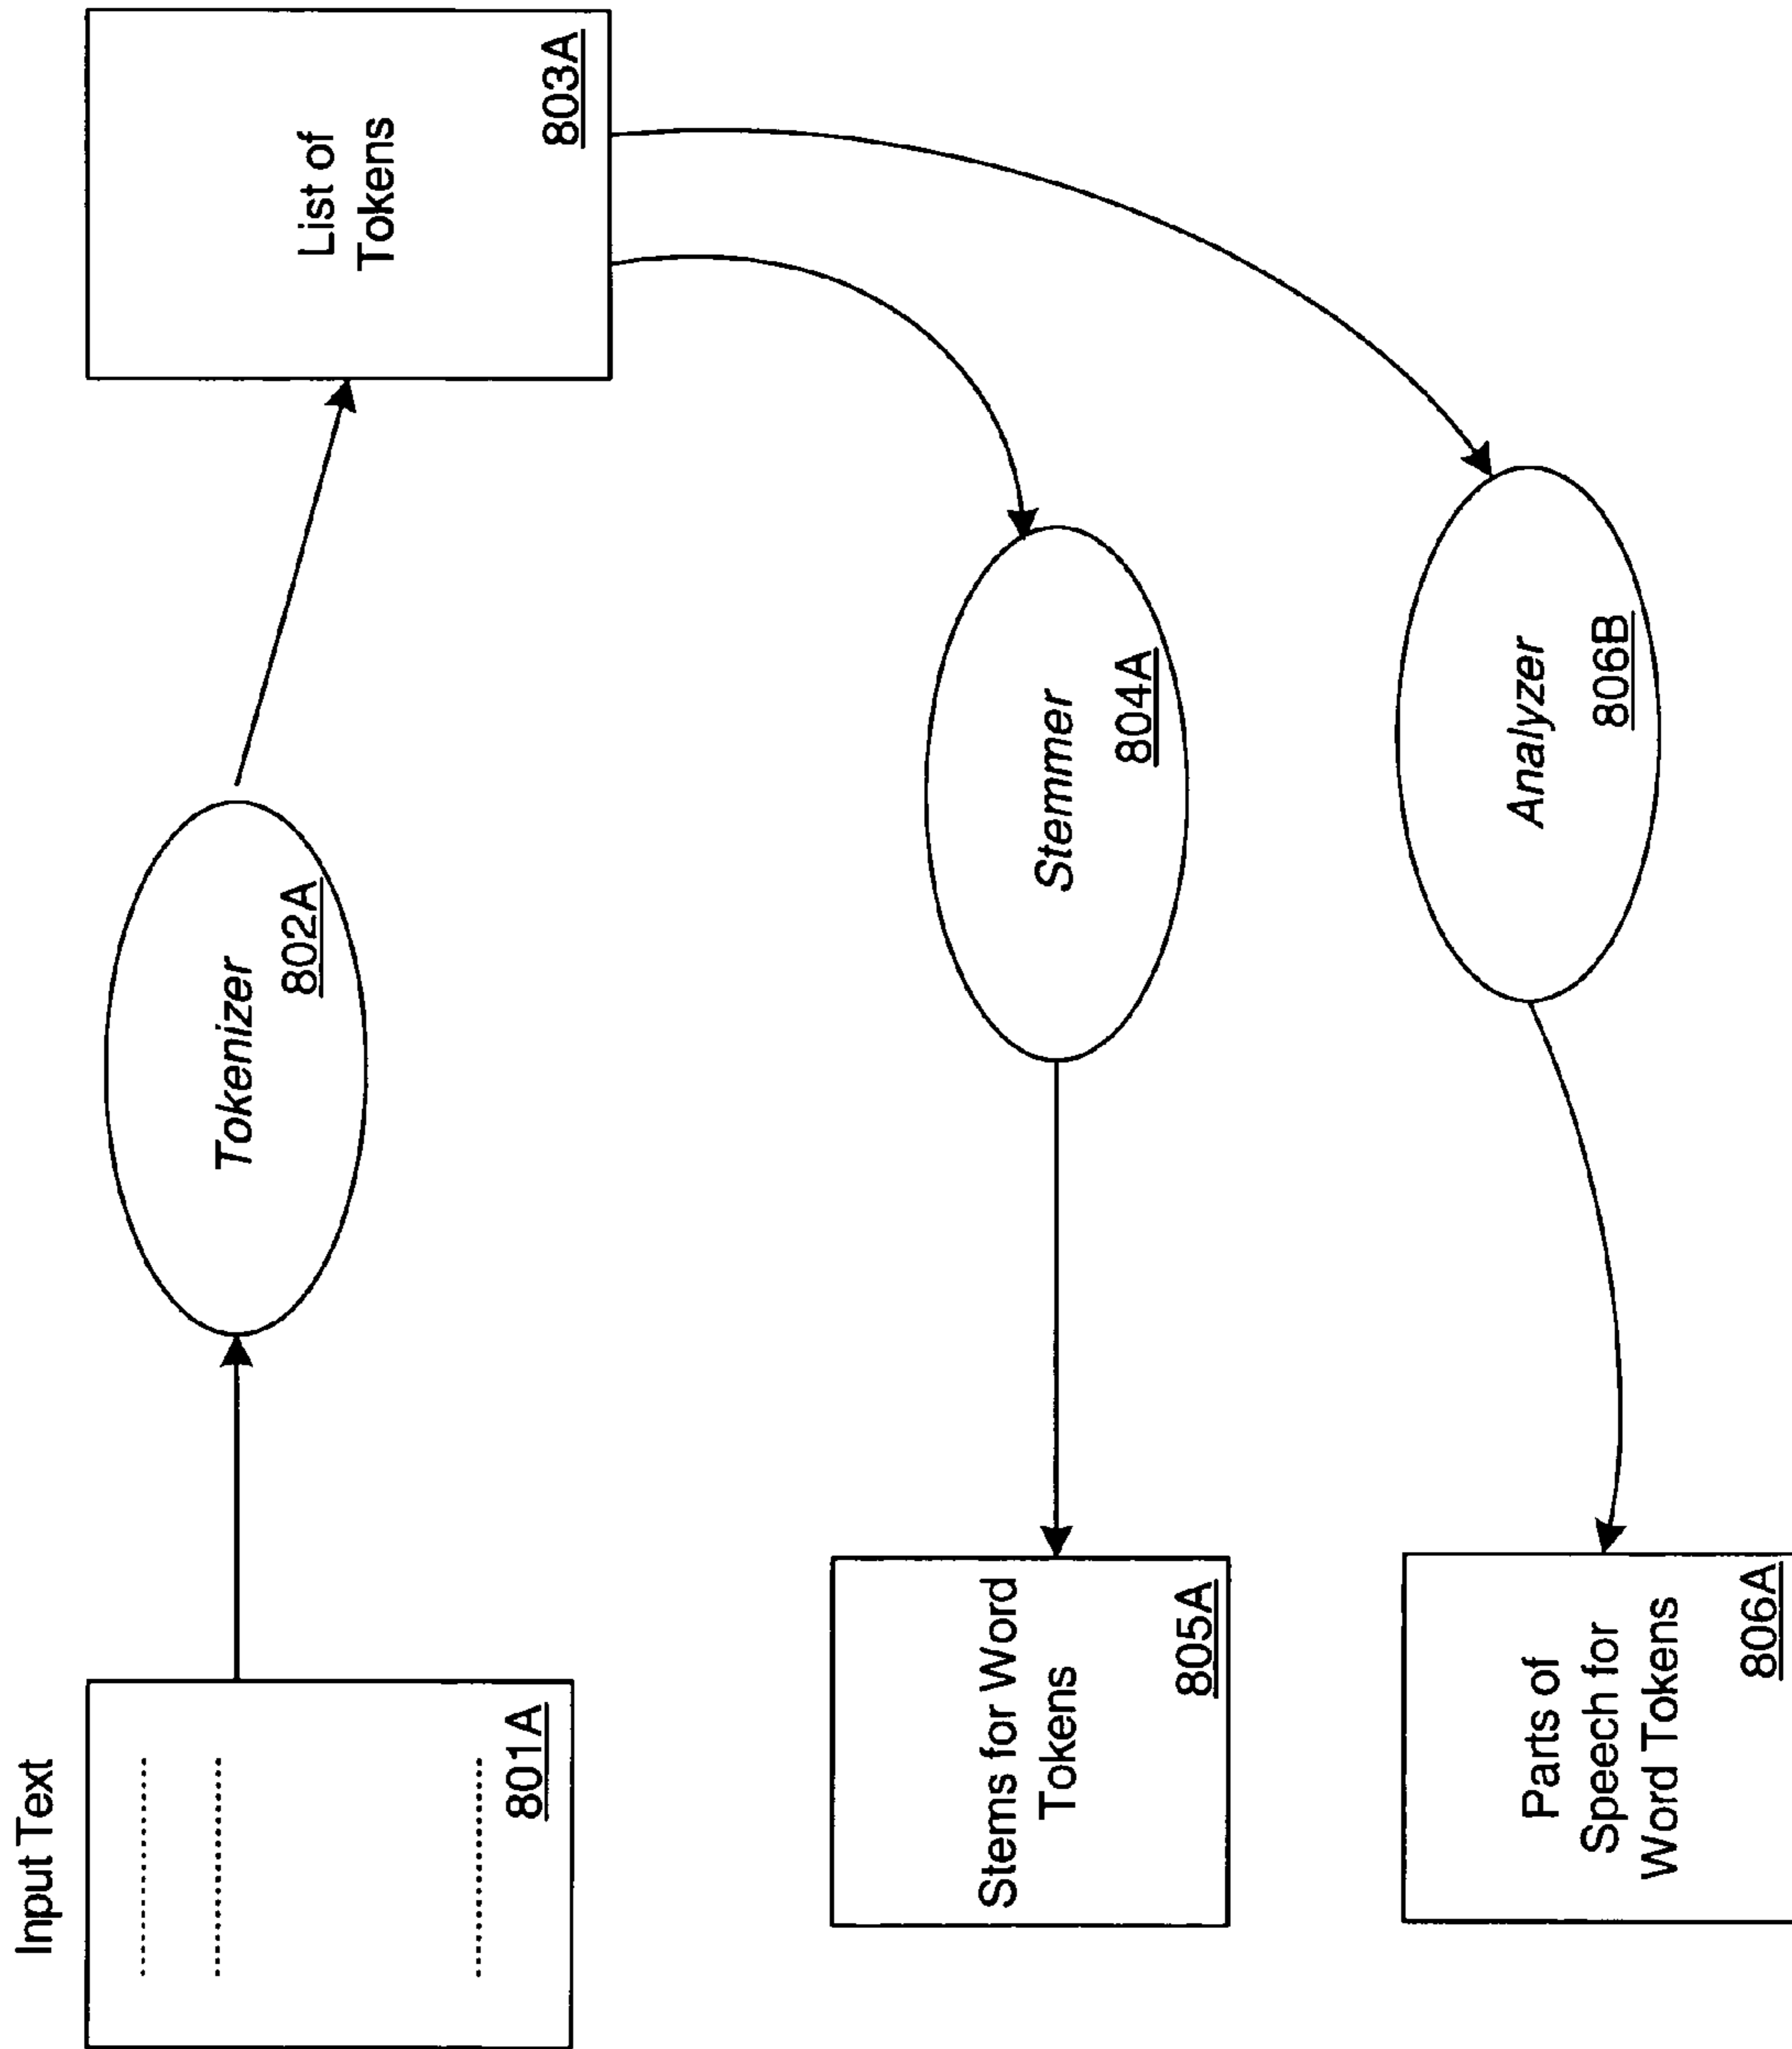 Input Text
801A
Tokenizer
802A
List of
Tokens
803A
Stems for Word
Tokens
805A
Stemmer
804A
Parts of
Speech for
Word Tokens
806A
Analyzer
806B